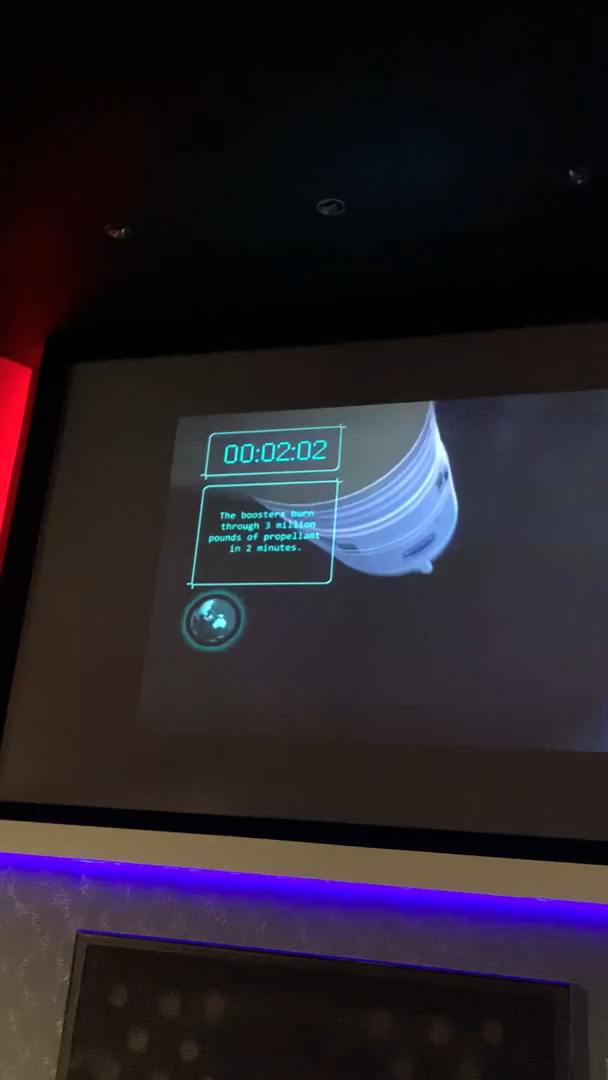 00:02:02
The boosters burn
through 3 million
pounds of propellant
in 2 minutes.